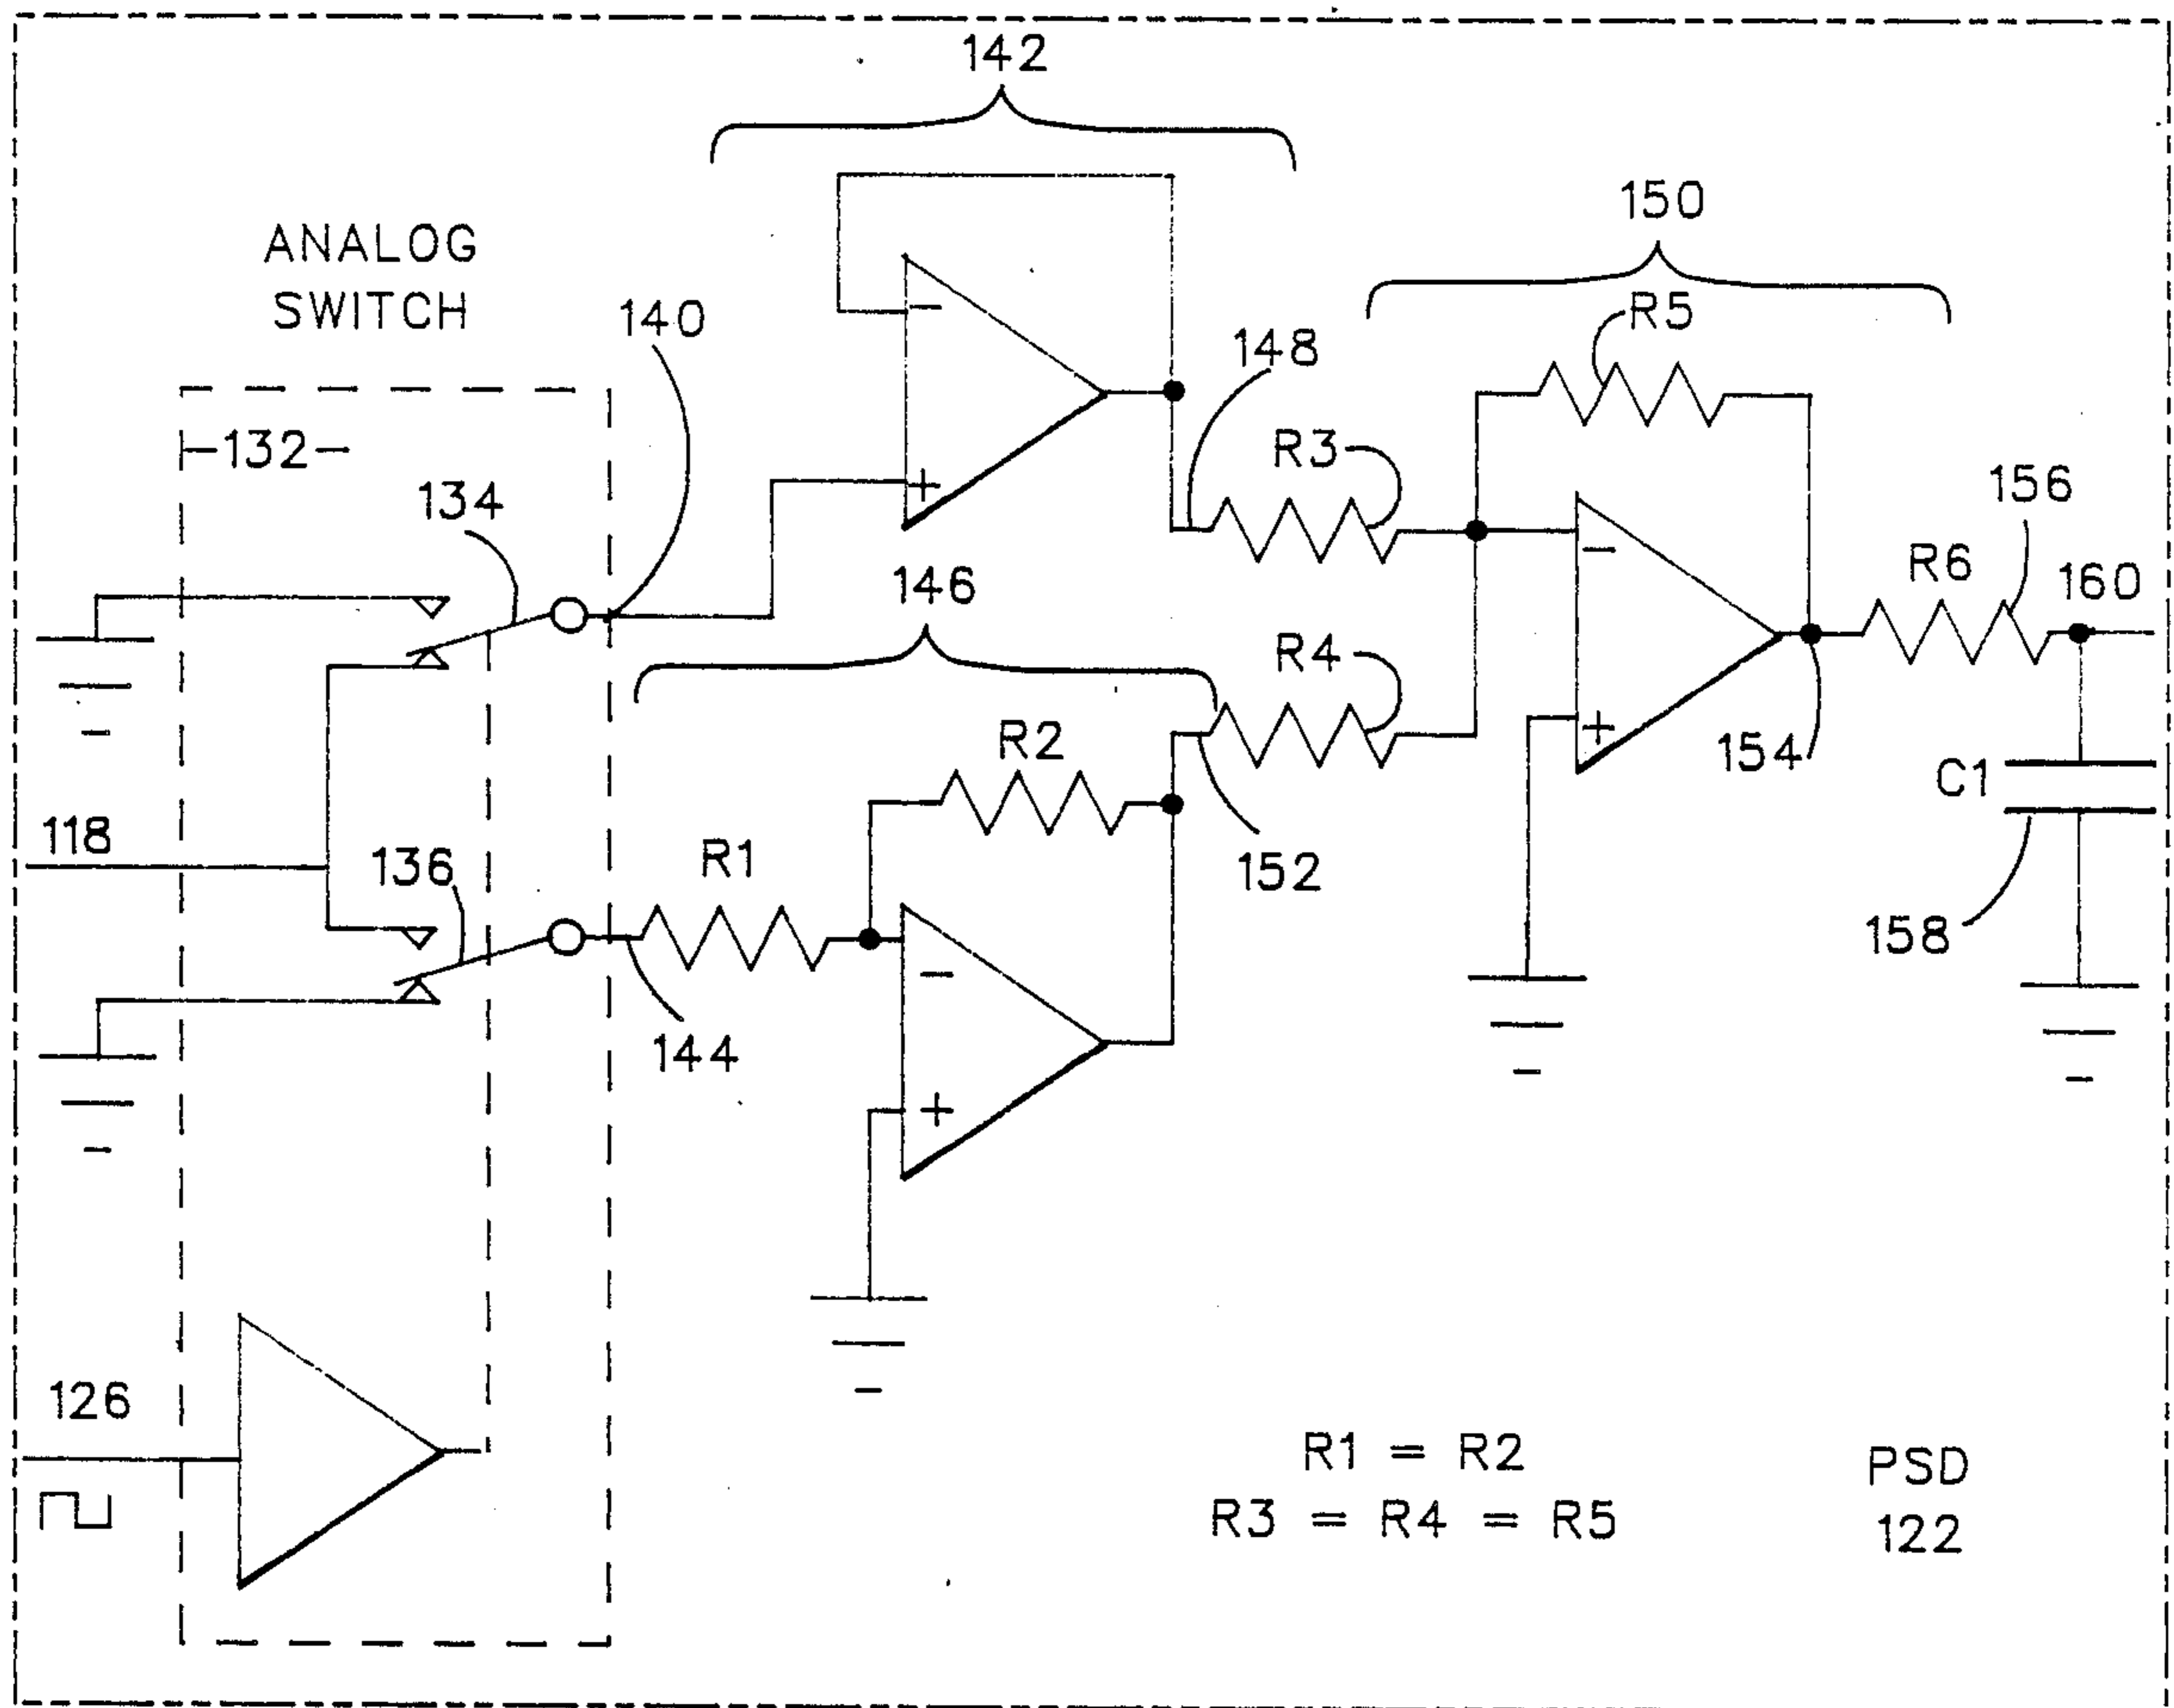 142
150
ANALOG
SWITCH
140
R5
148
-132-
R3
134
156
146
R6
160
R4
R2
154
C1
118
R1
136
152
158
144
126
R1 = R2
PSD
R3 = R4 = R5
122